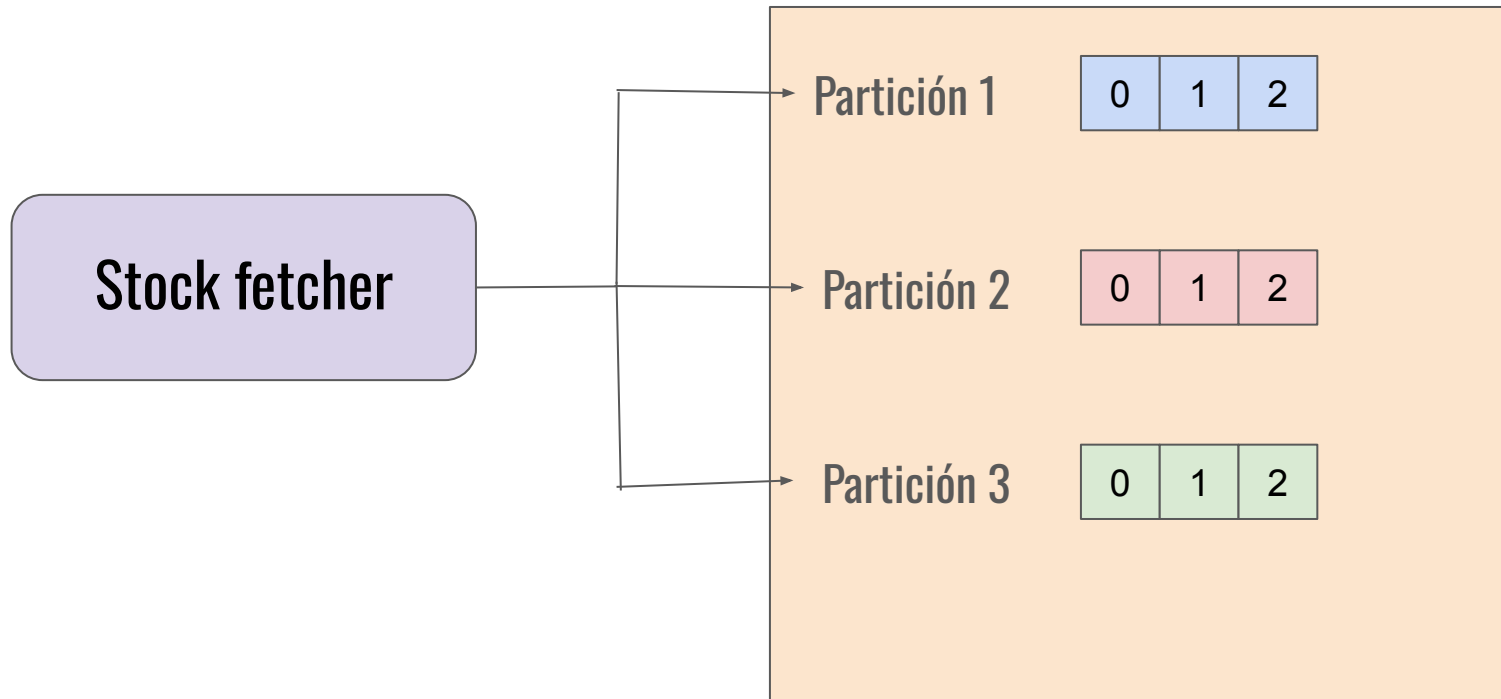 Stock fetcher
Partición 1
0 1 2
Partición 2
0 1 2
Partición 3
0 1 2